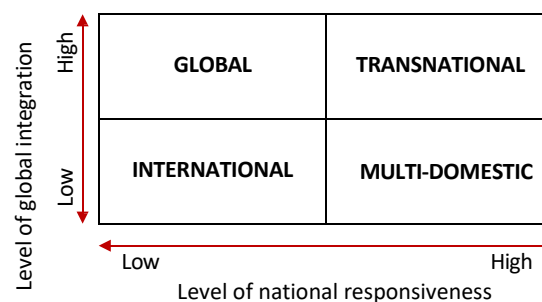 Level of global integration
High
Low
GLOBAL
TRANSNATIONAL
INTERNATIONAL
MULTI-DOMESTIC
Low
High
Level of national responsiveness